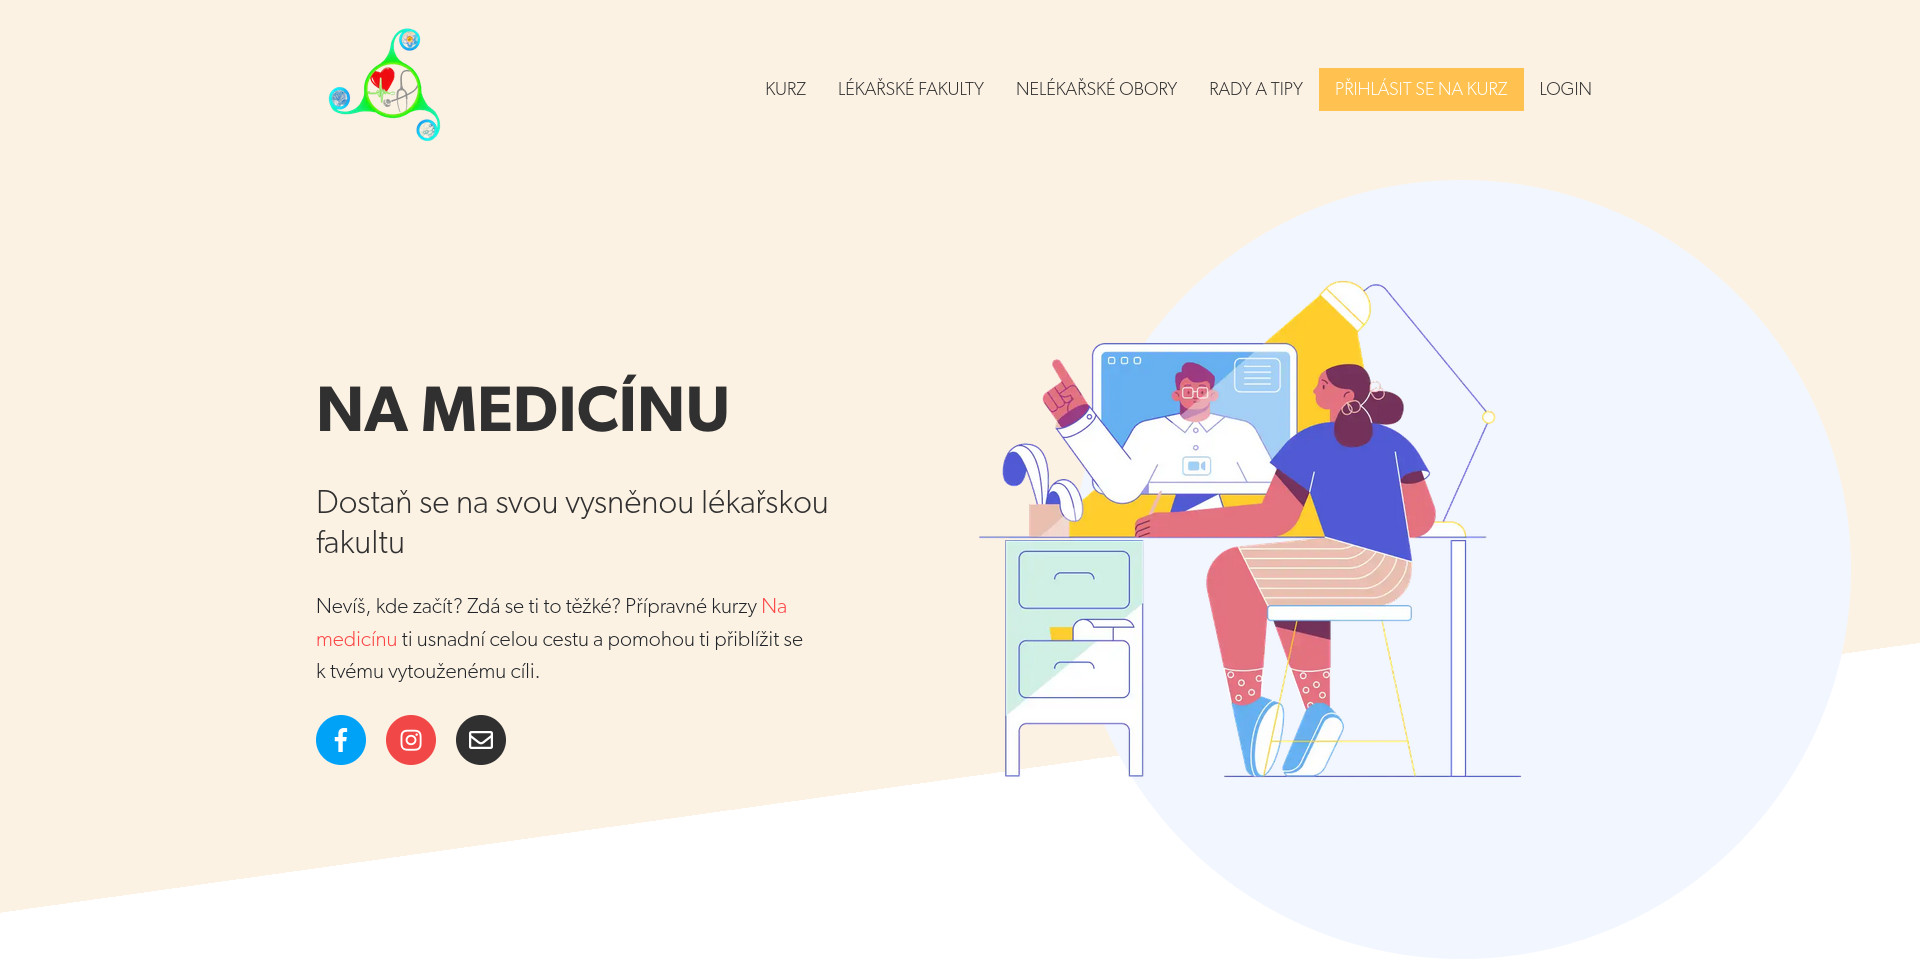 KURZ
LÉKAŘSKÉ FAKULTY
NELÉKAŘSKÉ OBORY
RADY A TIPY
PŘIHLÁSIT SE NA KURZ
LOGIN
NA MEDICÍNU
Dostaň se na svou vysněnou lékařskou
fakultu
Nevíš, kde začít? Zdá se ti to těžké? Přípravné kurzy Na
medicínu ti usnadní celou cestu a pomohou ti přiblížit se
k tvému vytouženému cíli.